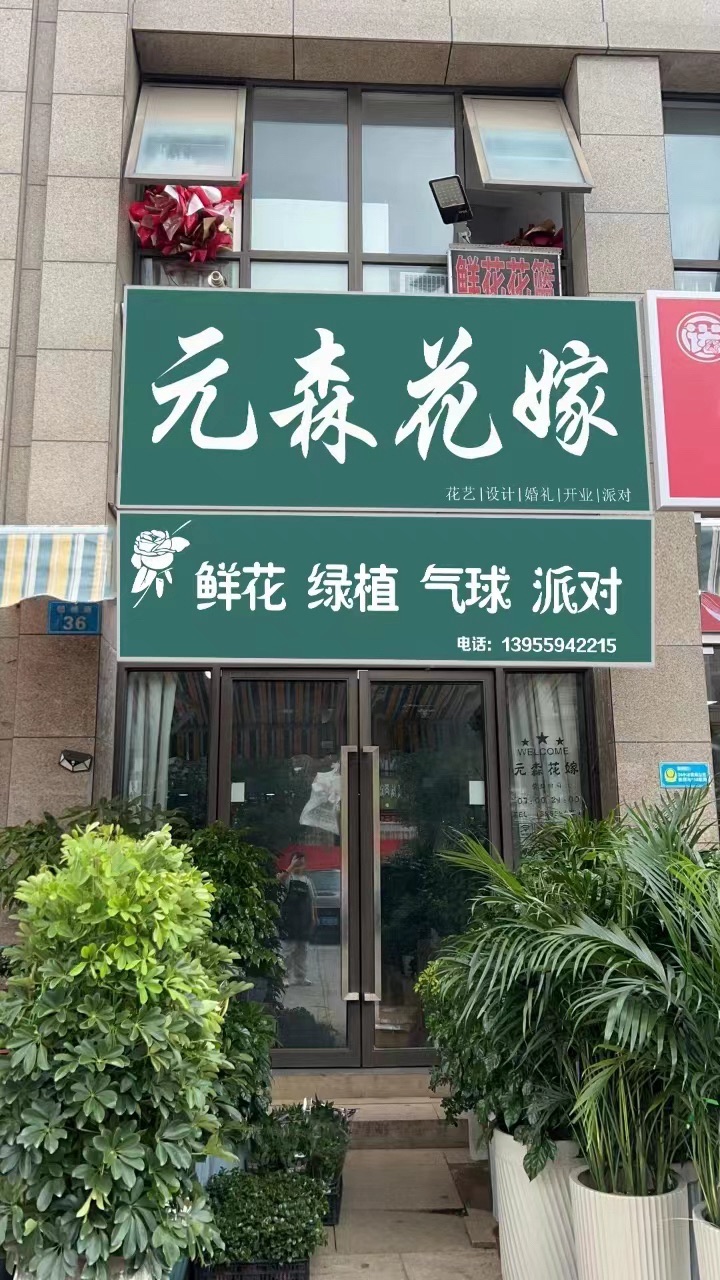 鲜花花篮
元森花嫁
花艺|设计|婚礼|开业|派对
鲜花 绿植 气球 派对
电话：13955942215
36
WELCOME
元森花嫁